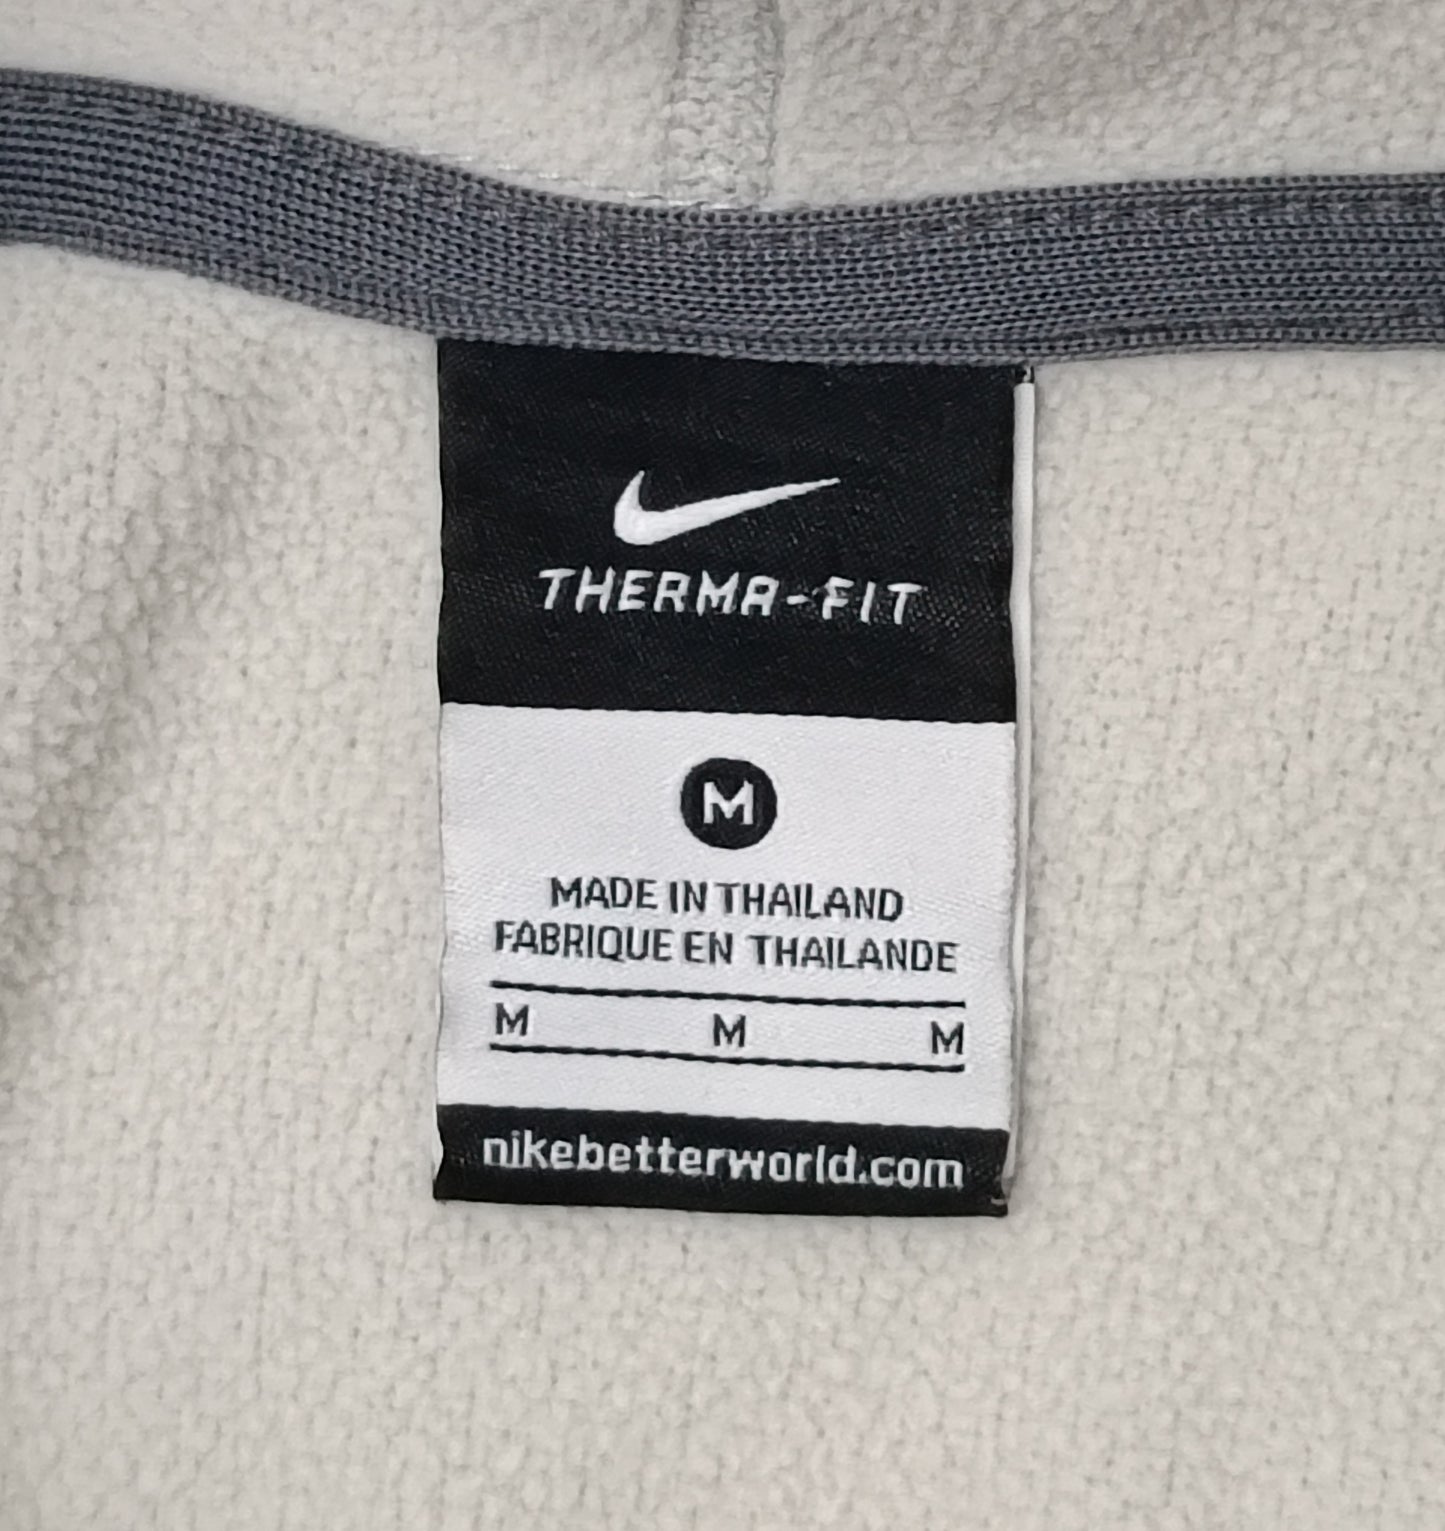 THERMA-FIT
M
MADE IN THAILAND
FABRIQUE EN THAILANDE
M M M
nikebetterworld.com